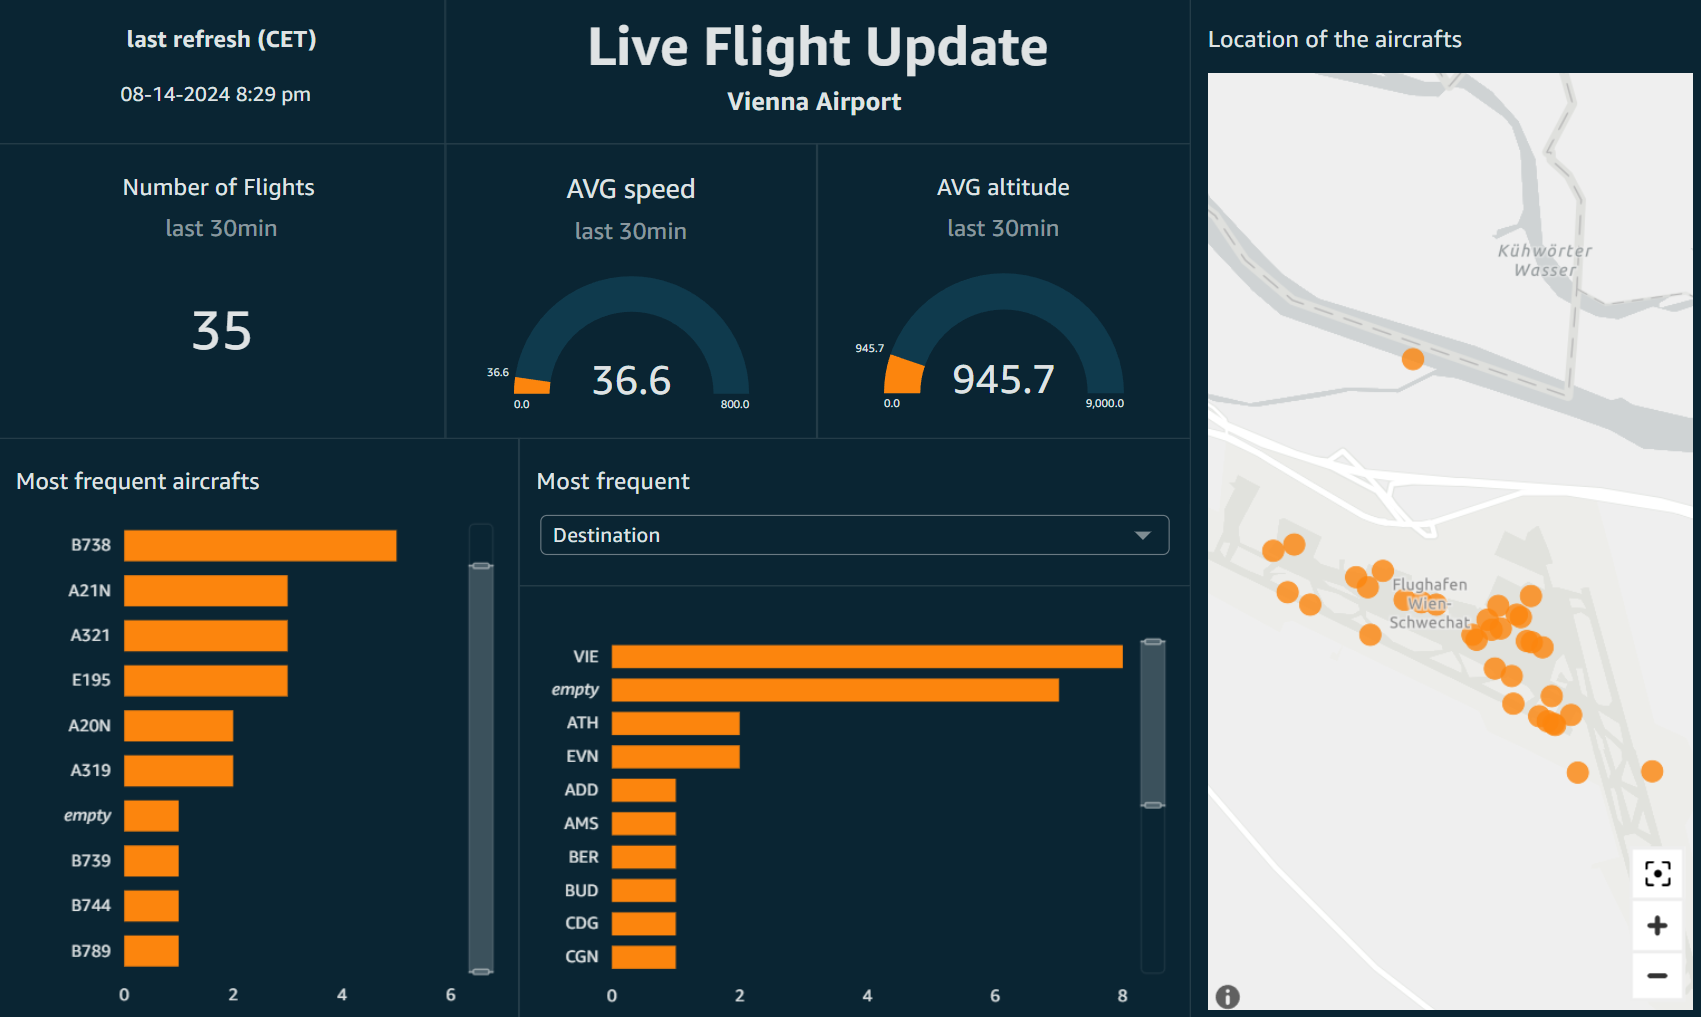 last refresh (CET)
08-14-2024 8:29 pm
Live Flight Update
Vienna Airport
Number of Flights
last 30min
35
AVG speed
last 30min
36.6
36.6
0.0
800.0
AVG altitude
last 30min
945.7
945.7
0.0
9,000.0
Most frequent aircrafts
B738
A21N
A321
E195
A20N
A319
empty
B739
B744
B789
0 2 4 6
Most frequent
Destination
VIE
empty
ATH
EVN
ADD
AMS
BER
BUD
CDG
CGN
0 2 4 6 8
Location of the aircrafts
Kühwörter
Wasser
Flughafen
Wien-
Schwechat